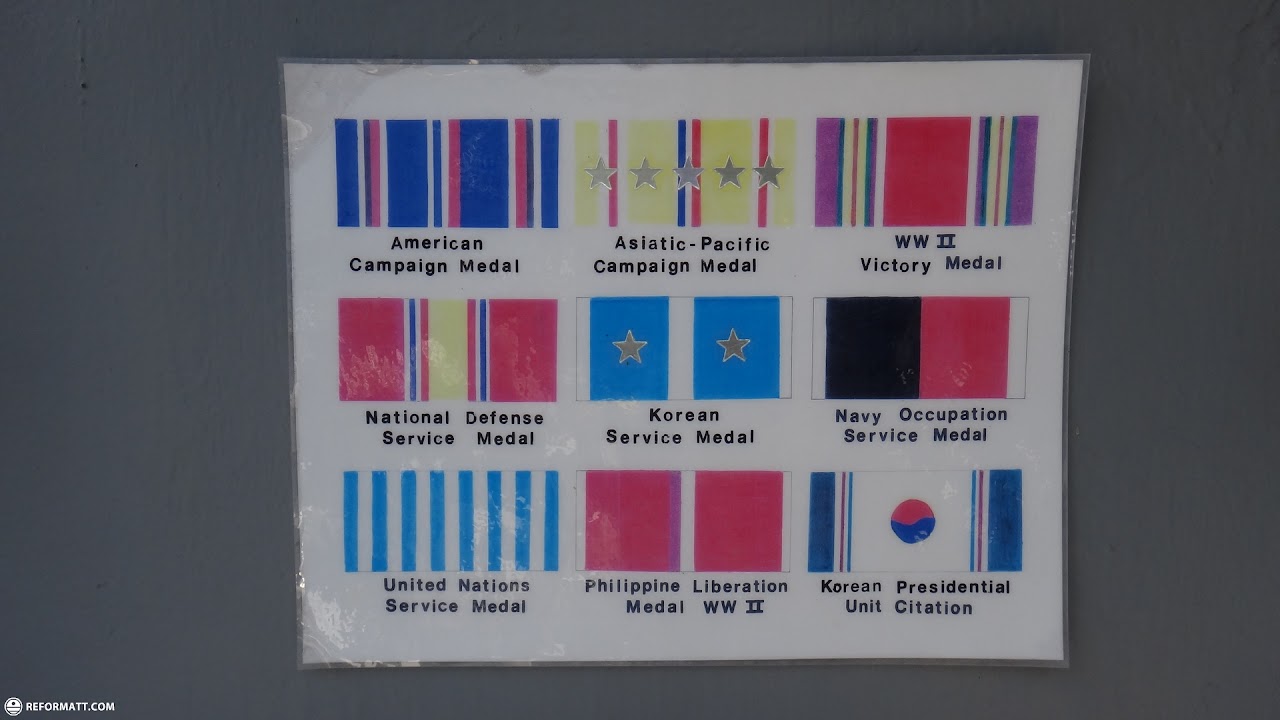 American
Campaign Medal
Asiatic-Pacific
Campaign Medal
WW II
Victory Medal
National Defense
Service Medal
Korean
Service Medal
Navy Occupation
Service Medal
United Nations
Service Medal
Philippine Liberation
Medal WW II
Korean Presidential
Unit Citation
REFORMATT.COM